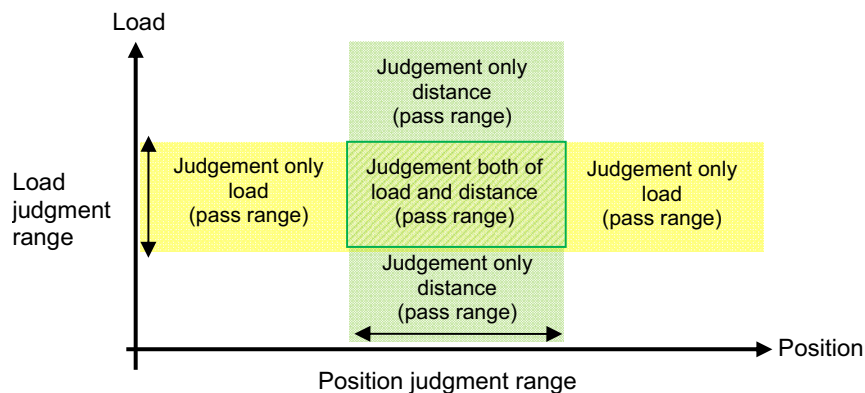 Load
Judgement only
distance
(pass range)
Load
judgment
range
Judgement only
load
(pass range)
Judgement both of
load and distance
(pass range)
Judgement only
load
(pass range)
Judgement only
distance
(pass range)
Position
Position judgment range